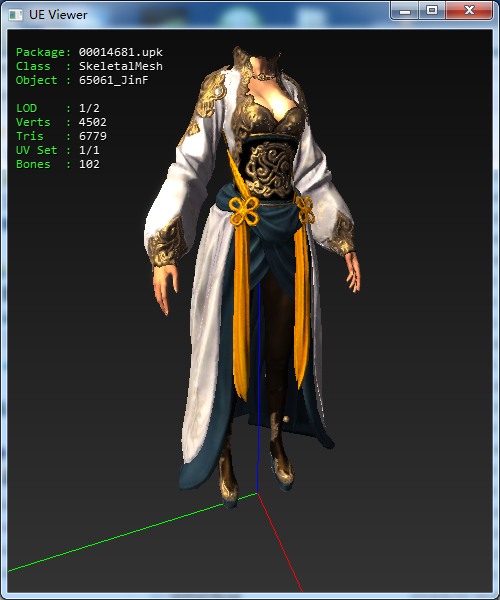 UE Viewer
Package: 00014681.upk
Class  : SkeletalMesh
Object : 65061_JinF
LOD    : 1/2
Verts  : 4502
Tris   : 6779
UV Set : 1/1
Bones  : 102